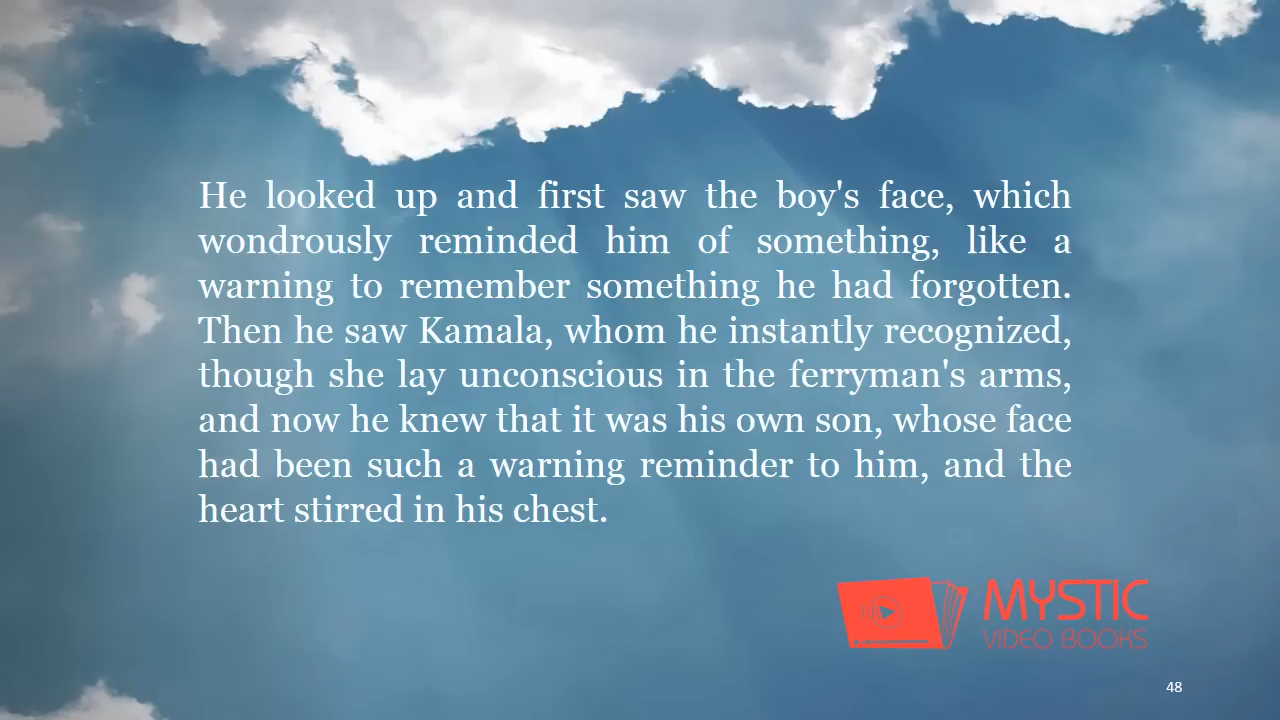 He looked up and first saw the boy's face, which
wondrously reminded him of something, like a
warning to remember something he had forgotten.
Then he saw Kamala, whom he instantly recognized,
though she lay unconscious in the ferryman's arms,
and now he knew that it was his own son, whose face
had been such a warning reminder to him, and the
heart stirred in his chest.
MYSTIC
VIDEO BOOKS
48